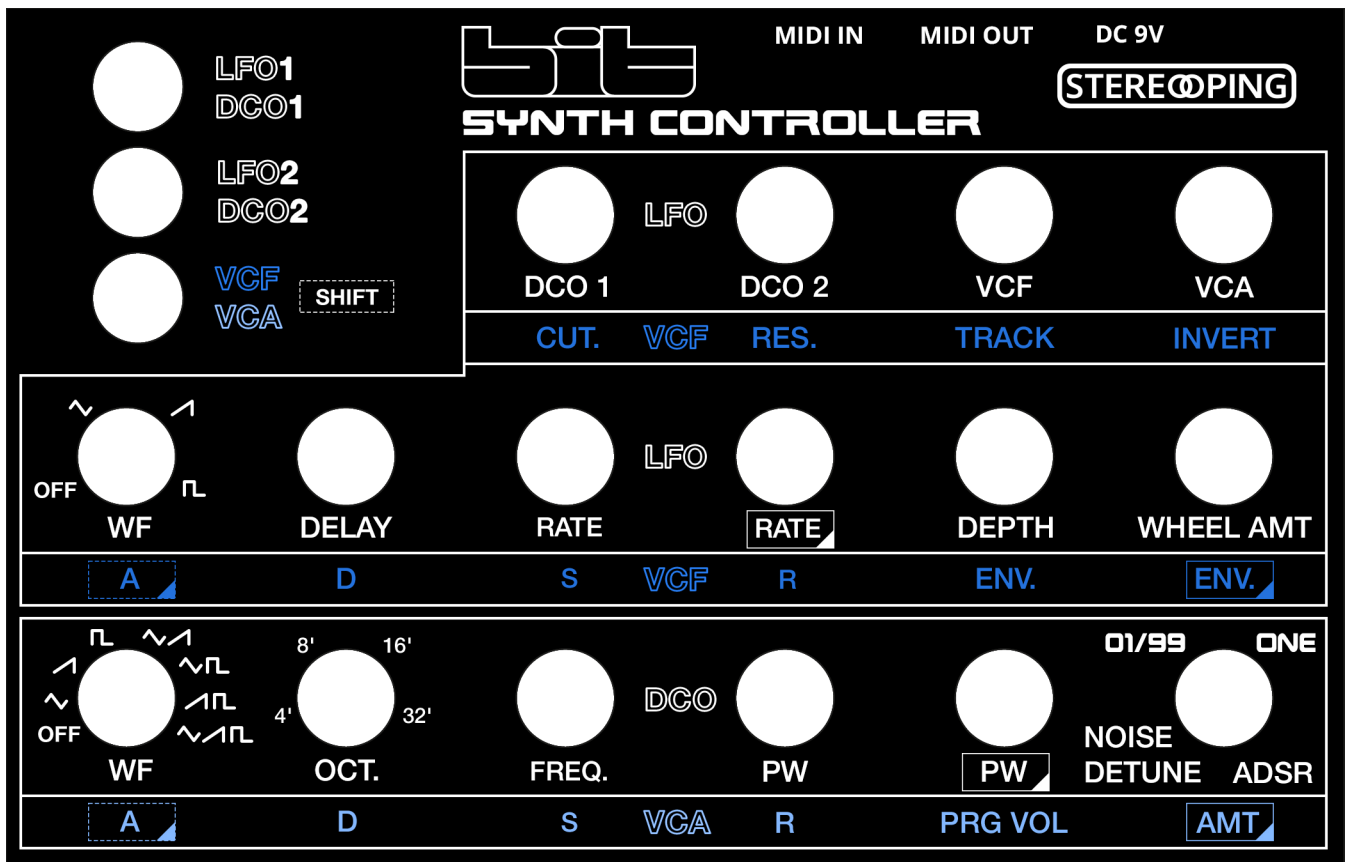 bit
MIDI IN MIDI OUT DC 9V
STEREOPING
SYNTH CONTROLLER
LFO1
DCO1
LFO2
DCO2
VCF
VCA
SHIFT
LFO
DCO 1 DCO 2 VCF VCA
CUT. VCF RES. TRACK INVERT
OFF
LFO
WF DELAY RATE RATE DEPTH WHEEL AMT
A D S VCF R ENV. ENV.
8' 16'
4' 32'
OFF
DCO
01/99 ONE
NOISE
WF OCT. FREQ. PW PW DETUNE ADSR
A D S VCA R PRG VOL AMT